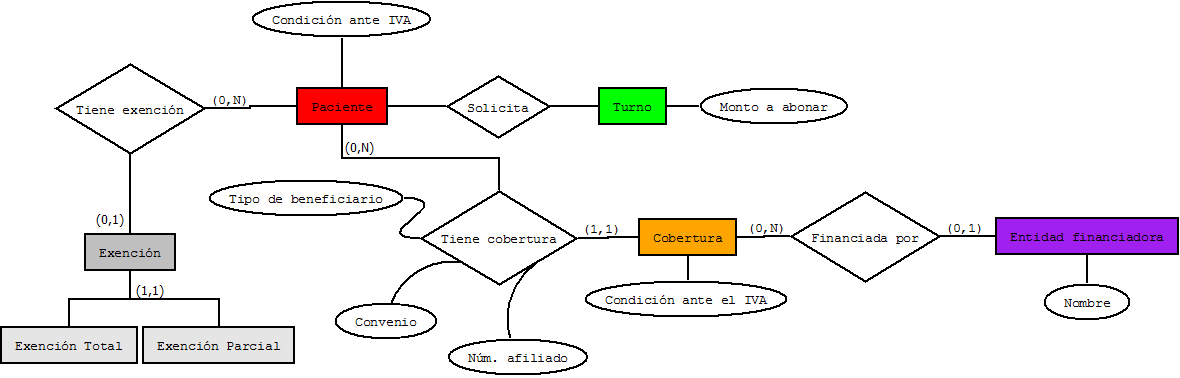 Condición ante IVA
Tiene exención
(0,N)
Paciente
Solicita
Turno
Monto a abonar
(0,N)
Tipo de beneficiario
(0,1)
Tiene cobertura
(1,1)
Cobertura
(0,N)
Financiada por
(0,1)
Entidad financiadora
Exención
(1,1)
Condición ante el IVA
Nombre
Convenio
Exención Total
Exención Parcial
Núm. afiliado